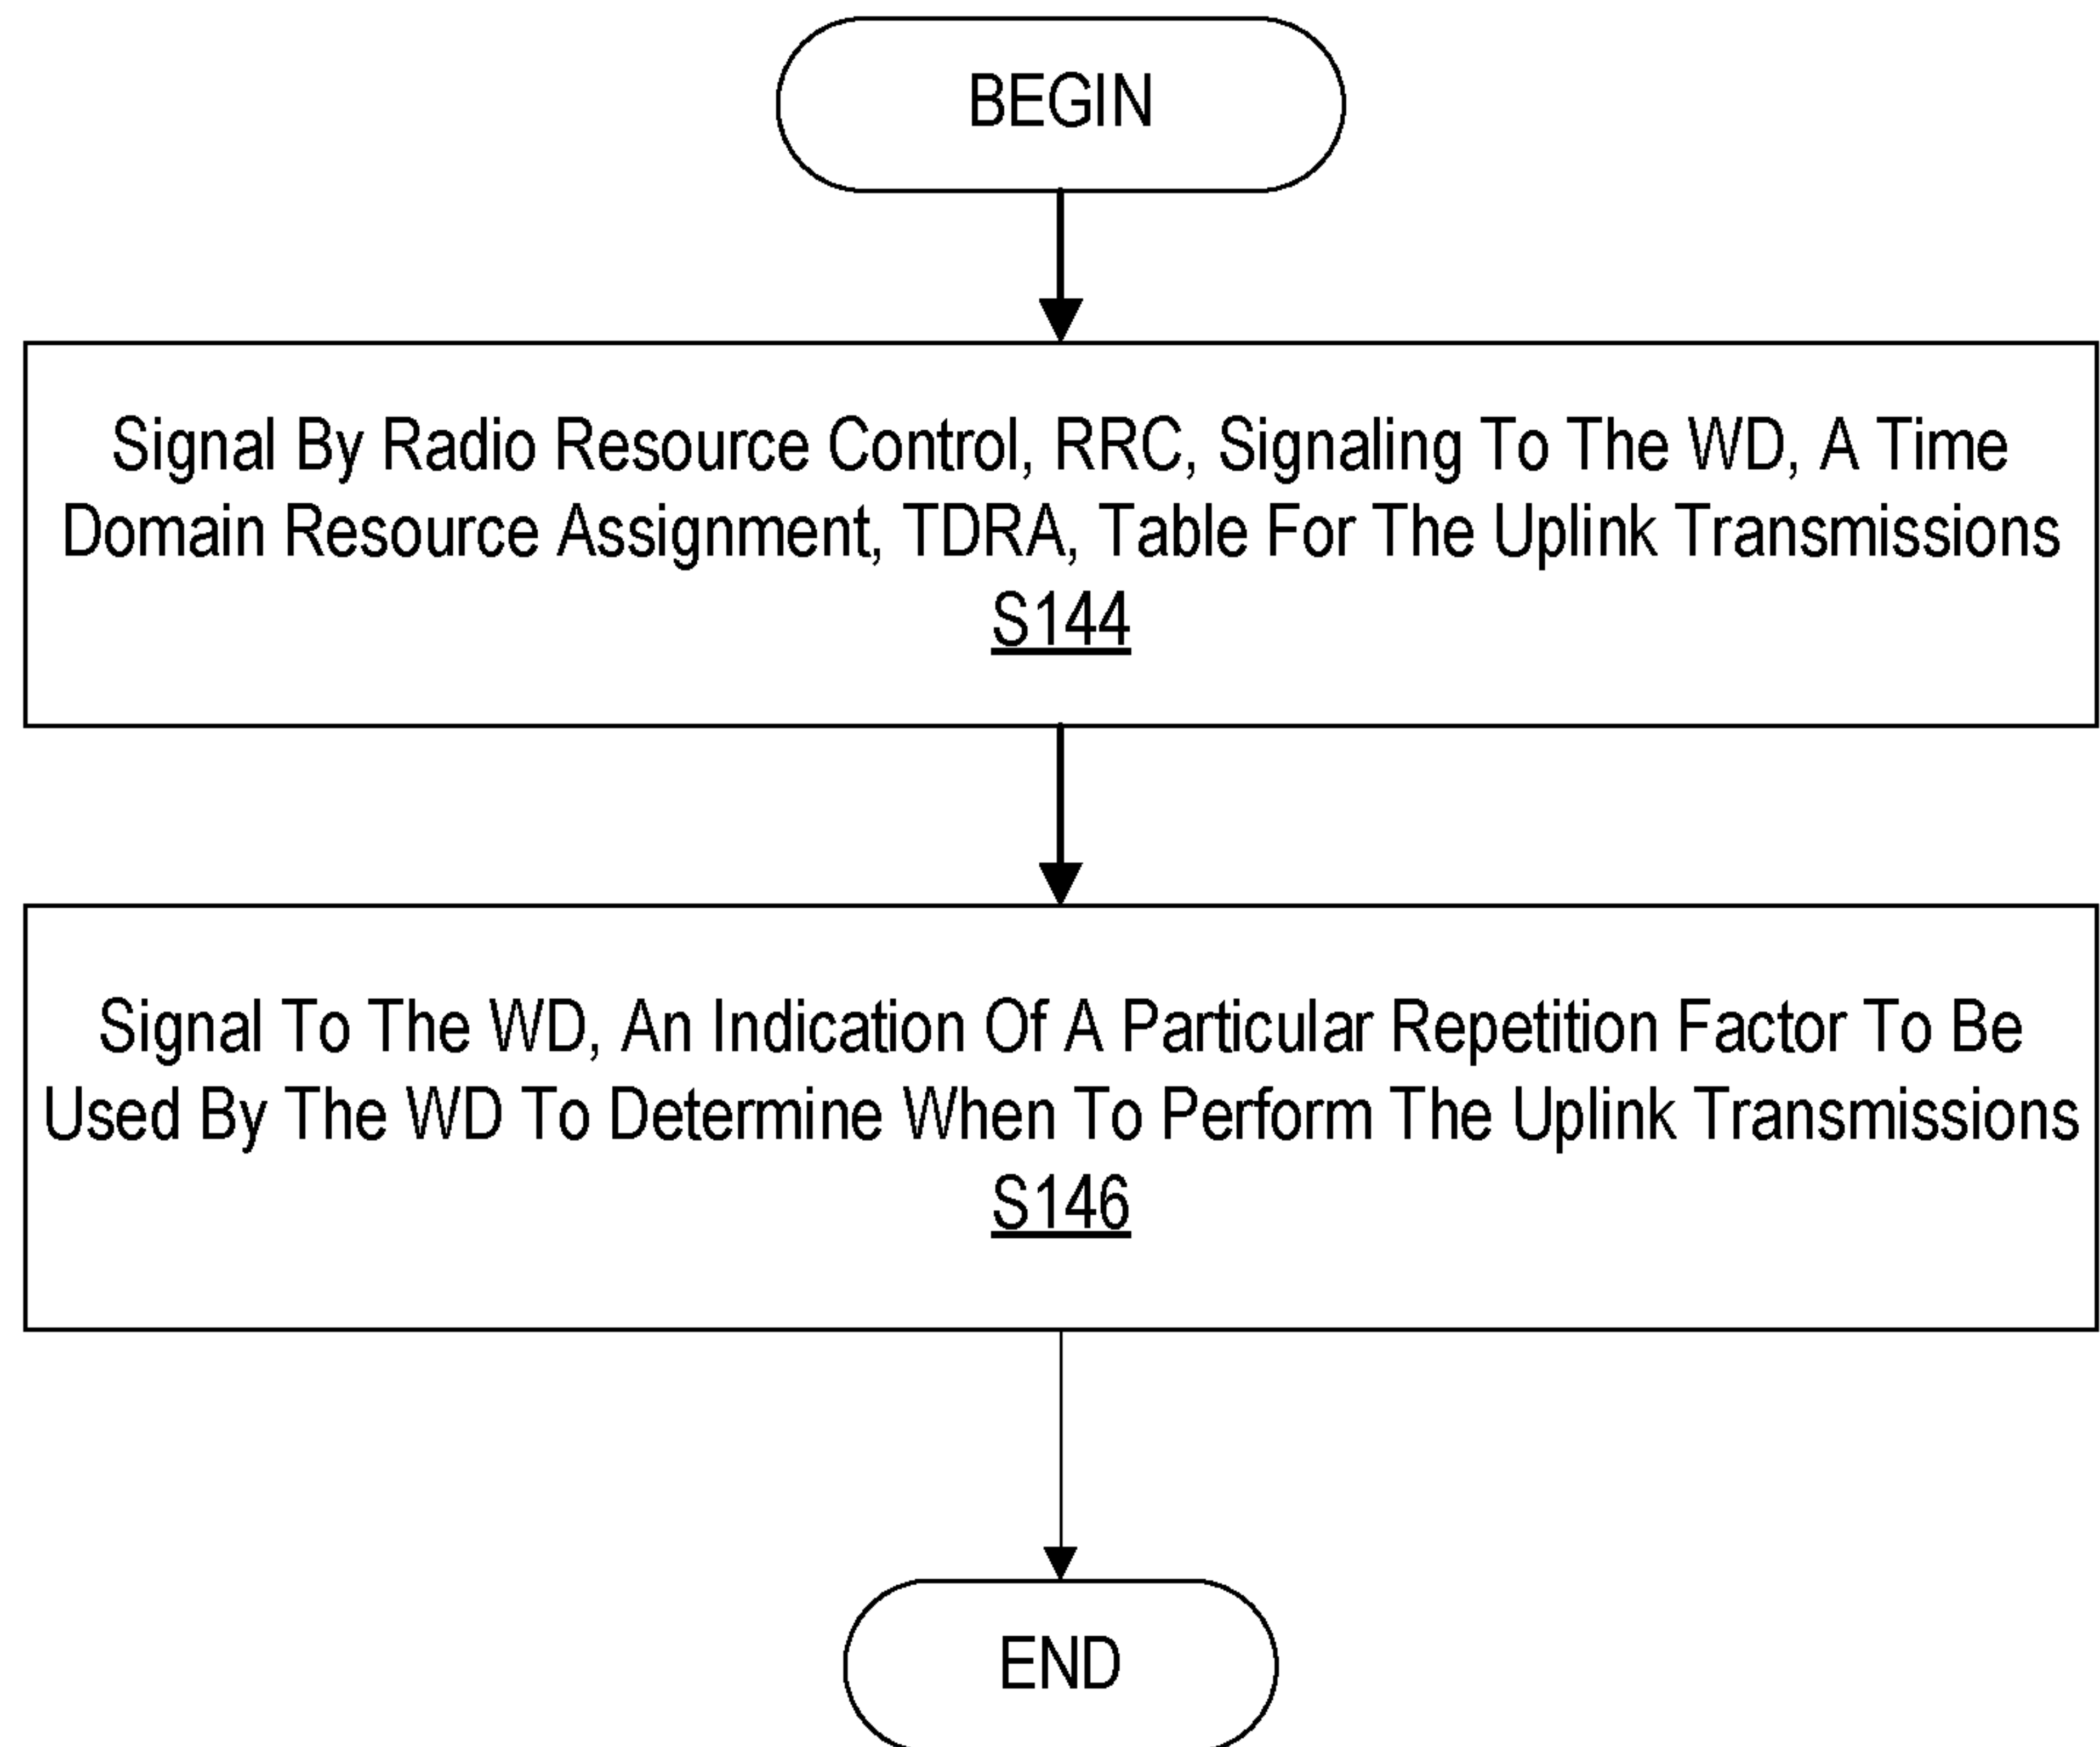 BEGIN
Signal By Radio Resource Control, RRC, Signaling To The WD, A Time
Domain Resource Assignment, TDRA, Table For The Uplink Transmissions
S144
Signal To The WD, An Indication Of A Particular Repetition Factor To Be
Used By The WD To Determine When To Perform The Uplink Transmissions
S146
END